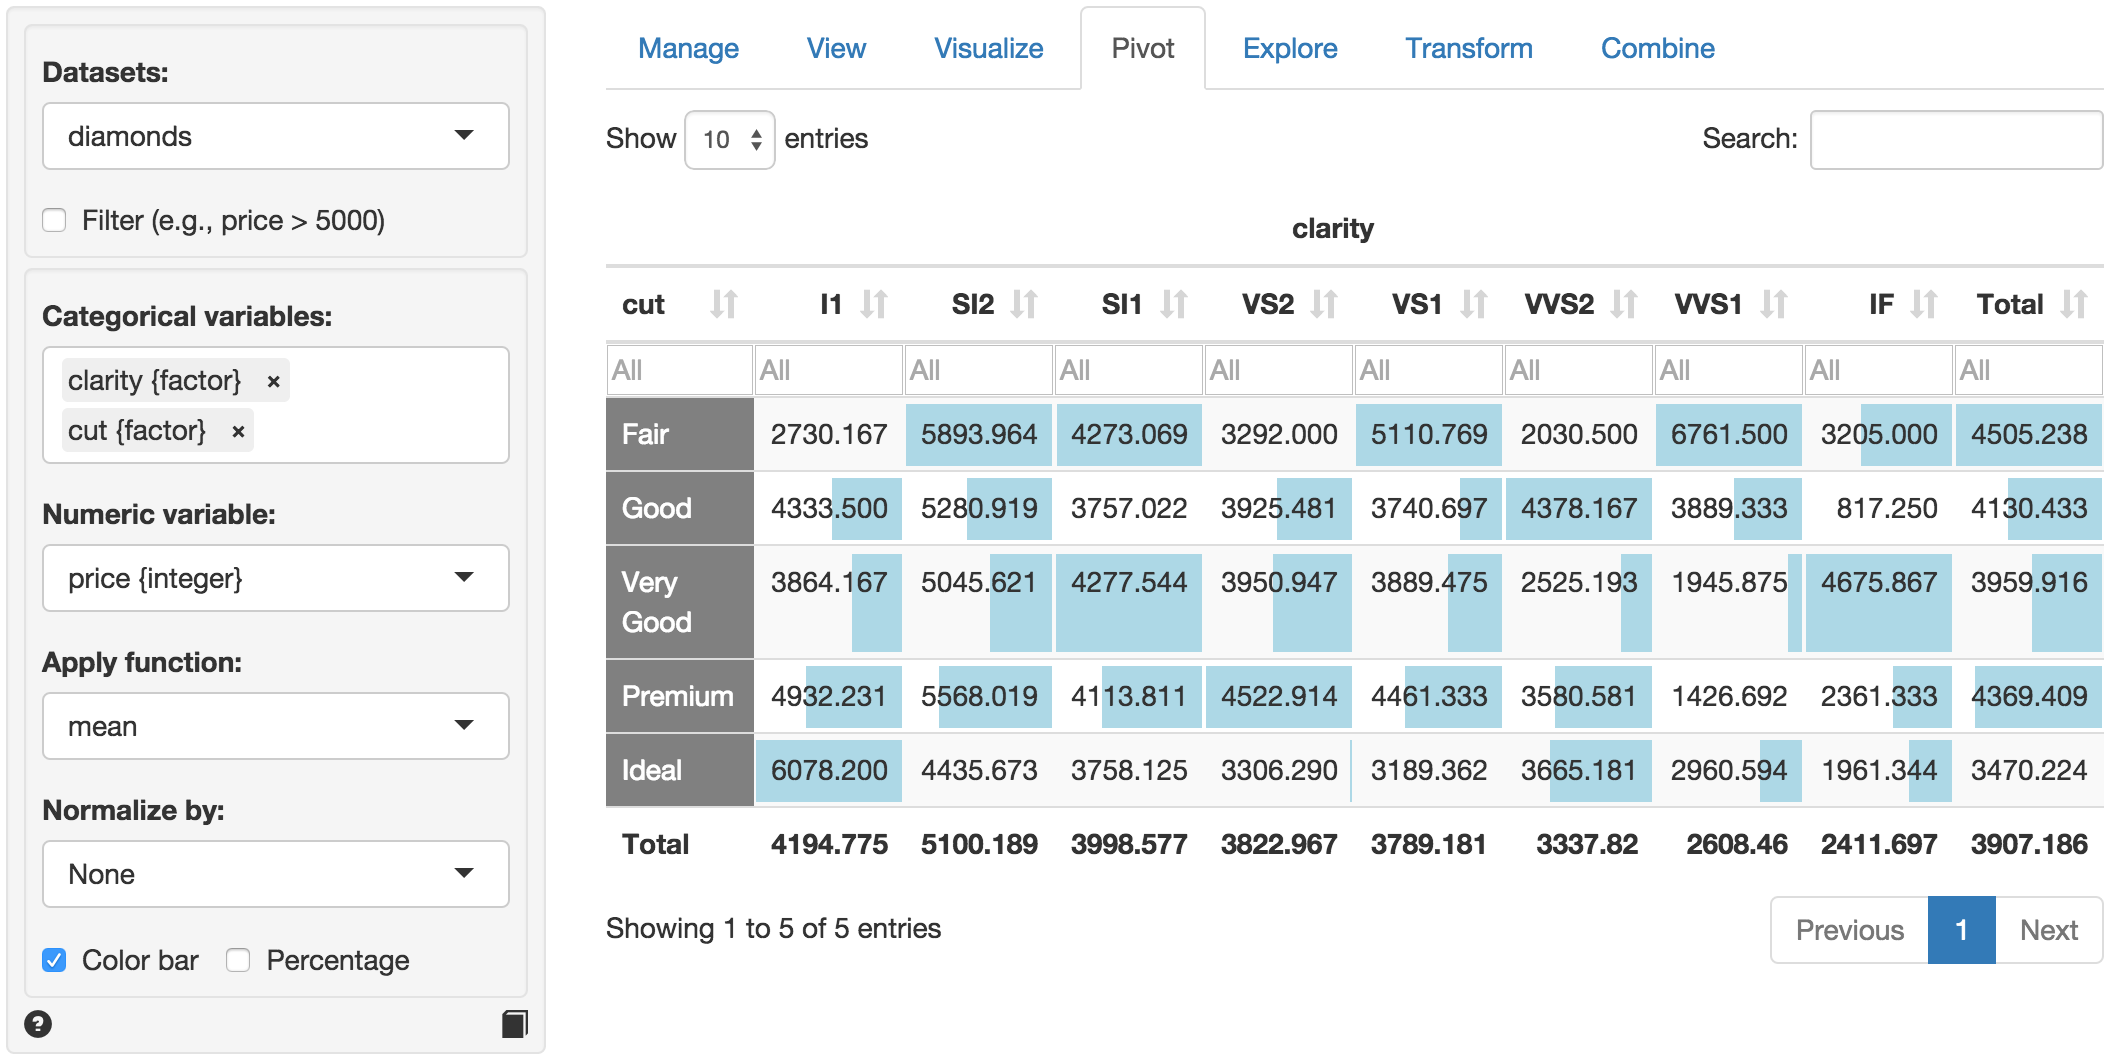 Datasets:
diamonds
Filter (e.g., price > 5000)
Categorical variables:
clarity {factor} ×
cut {factor} ×
Numeric variable:
price {integer}
Apply function:
mean
Normalize by:
None
Color bar Percentage
?
Manage View Visualize Pivot Explore Transform Combine
Show 10 entries Search:
clarity
cut I1 SI2 SI1 VS2 VS1 VVS2 VVS1 IF Total
All All All All All All All All All All
Fair 2730.167 5893.964 4273.069 3292.000 5110.769 2030.500 6761.500 3205.000 4505.238
Good 4333.500 5280.919 3757.022 3925.481 3740.697 4378.167 3889.333 817.250 4130.433
Very 3864.167 5045.621 4277.544 3950.947 3889.475 2525.193 1945.875 4675.867 3959.916
Good
Premium 4932.231 5568.019 4113.811 4522.914 4461.333 3580.581 1426.692 2361.333 4369.409
Ideal 6078.200 4435.673 3758.125 3306.290 3189.362 3665.181 2960.594 1961.344 3470.224
Total 4194.775 5100.189 3998.577 3822.967 3789.181 3337.82 2608.46 2411.697 3907.186
Showing 1 to 5 of 5 entries
Previous 1 Next